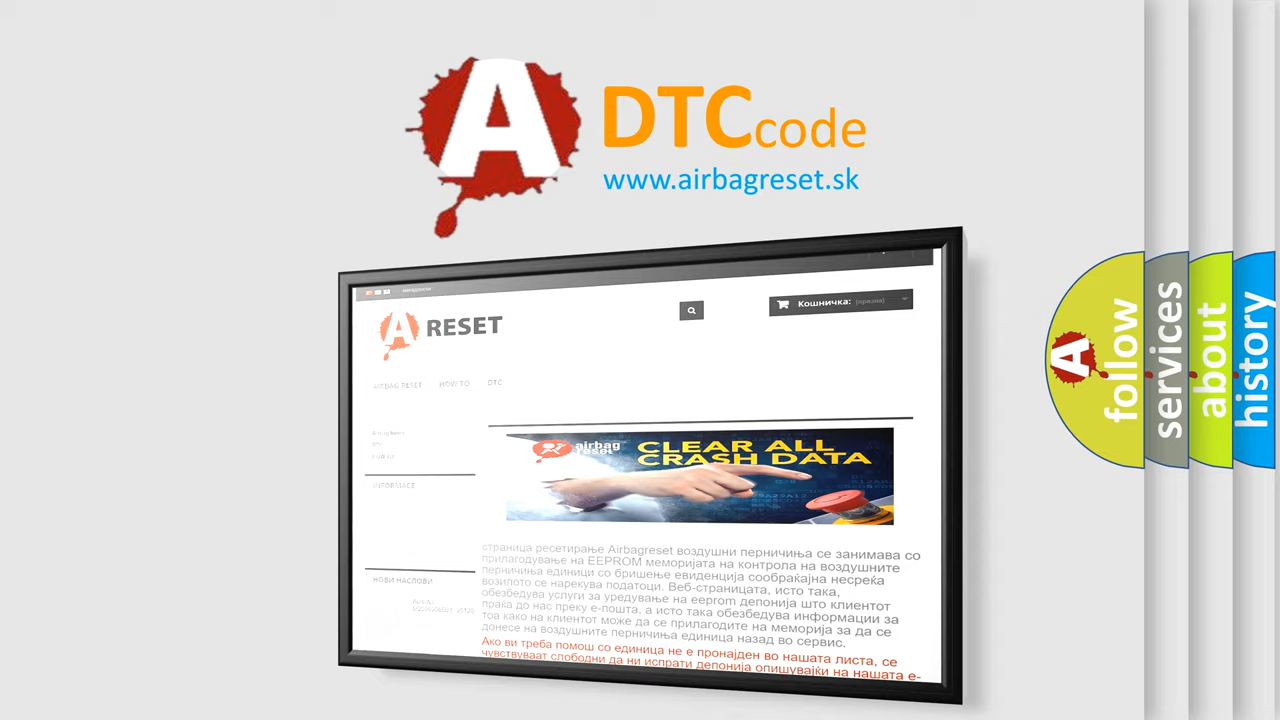 A
DTCcode
www.airbagreset.sk
Кошничка: (празна)
A RESET
AIRBAG RESET HOW TO DTC
INFORMACE
airbag
reset
CLEAR ALL
CRASH DATA
страница ресетирање Airbagreset воздушни перничиња се занимава со
прилагодување на EEPROM меморијата на контрола на воздушните
перничиња единици со бришење евиденција сообраќајна несреќа
возилото се нарекува податоци. Веб-страницата, исто така,
обезбедува услуги за уредување на eeprom депонија што клиентот
праќа до нас преку е-пошта, а исто така обезбедува информации за
тоа како на клиентот може да се прилагодите на меморија за да се
донесе на воздушните перничиња единица назад во сервис.
Ако ви треба помош со единица не е пронајден во нашата листа, се
чувствуваат слободни да ни испрати депонија опишувајќи на нашата е-
НОВИ НАСЛОВИ
A
follow
services
about
history